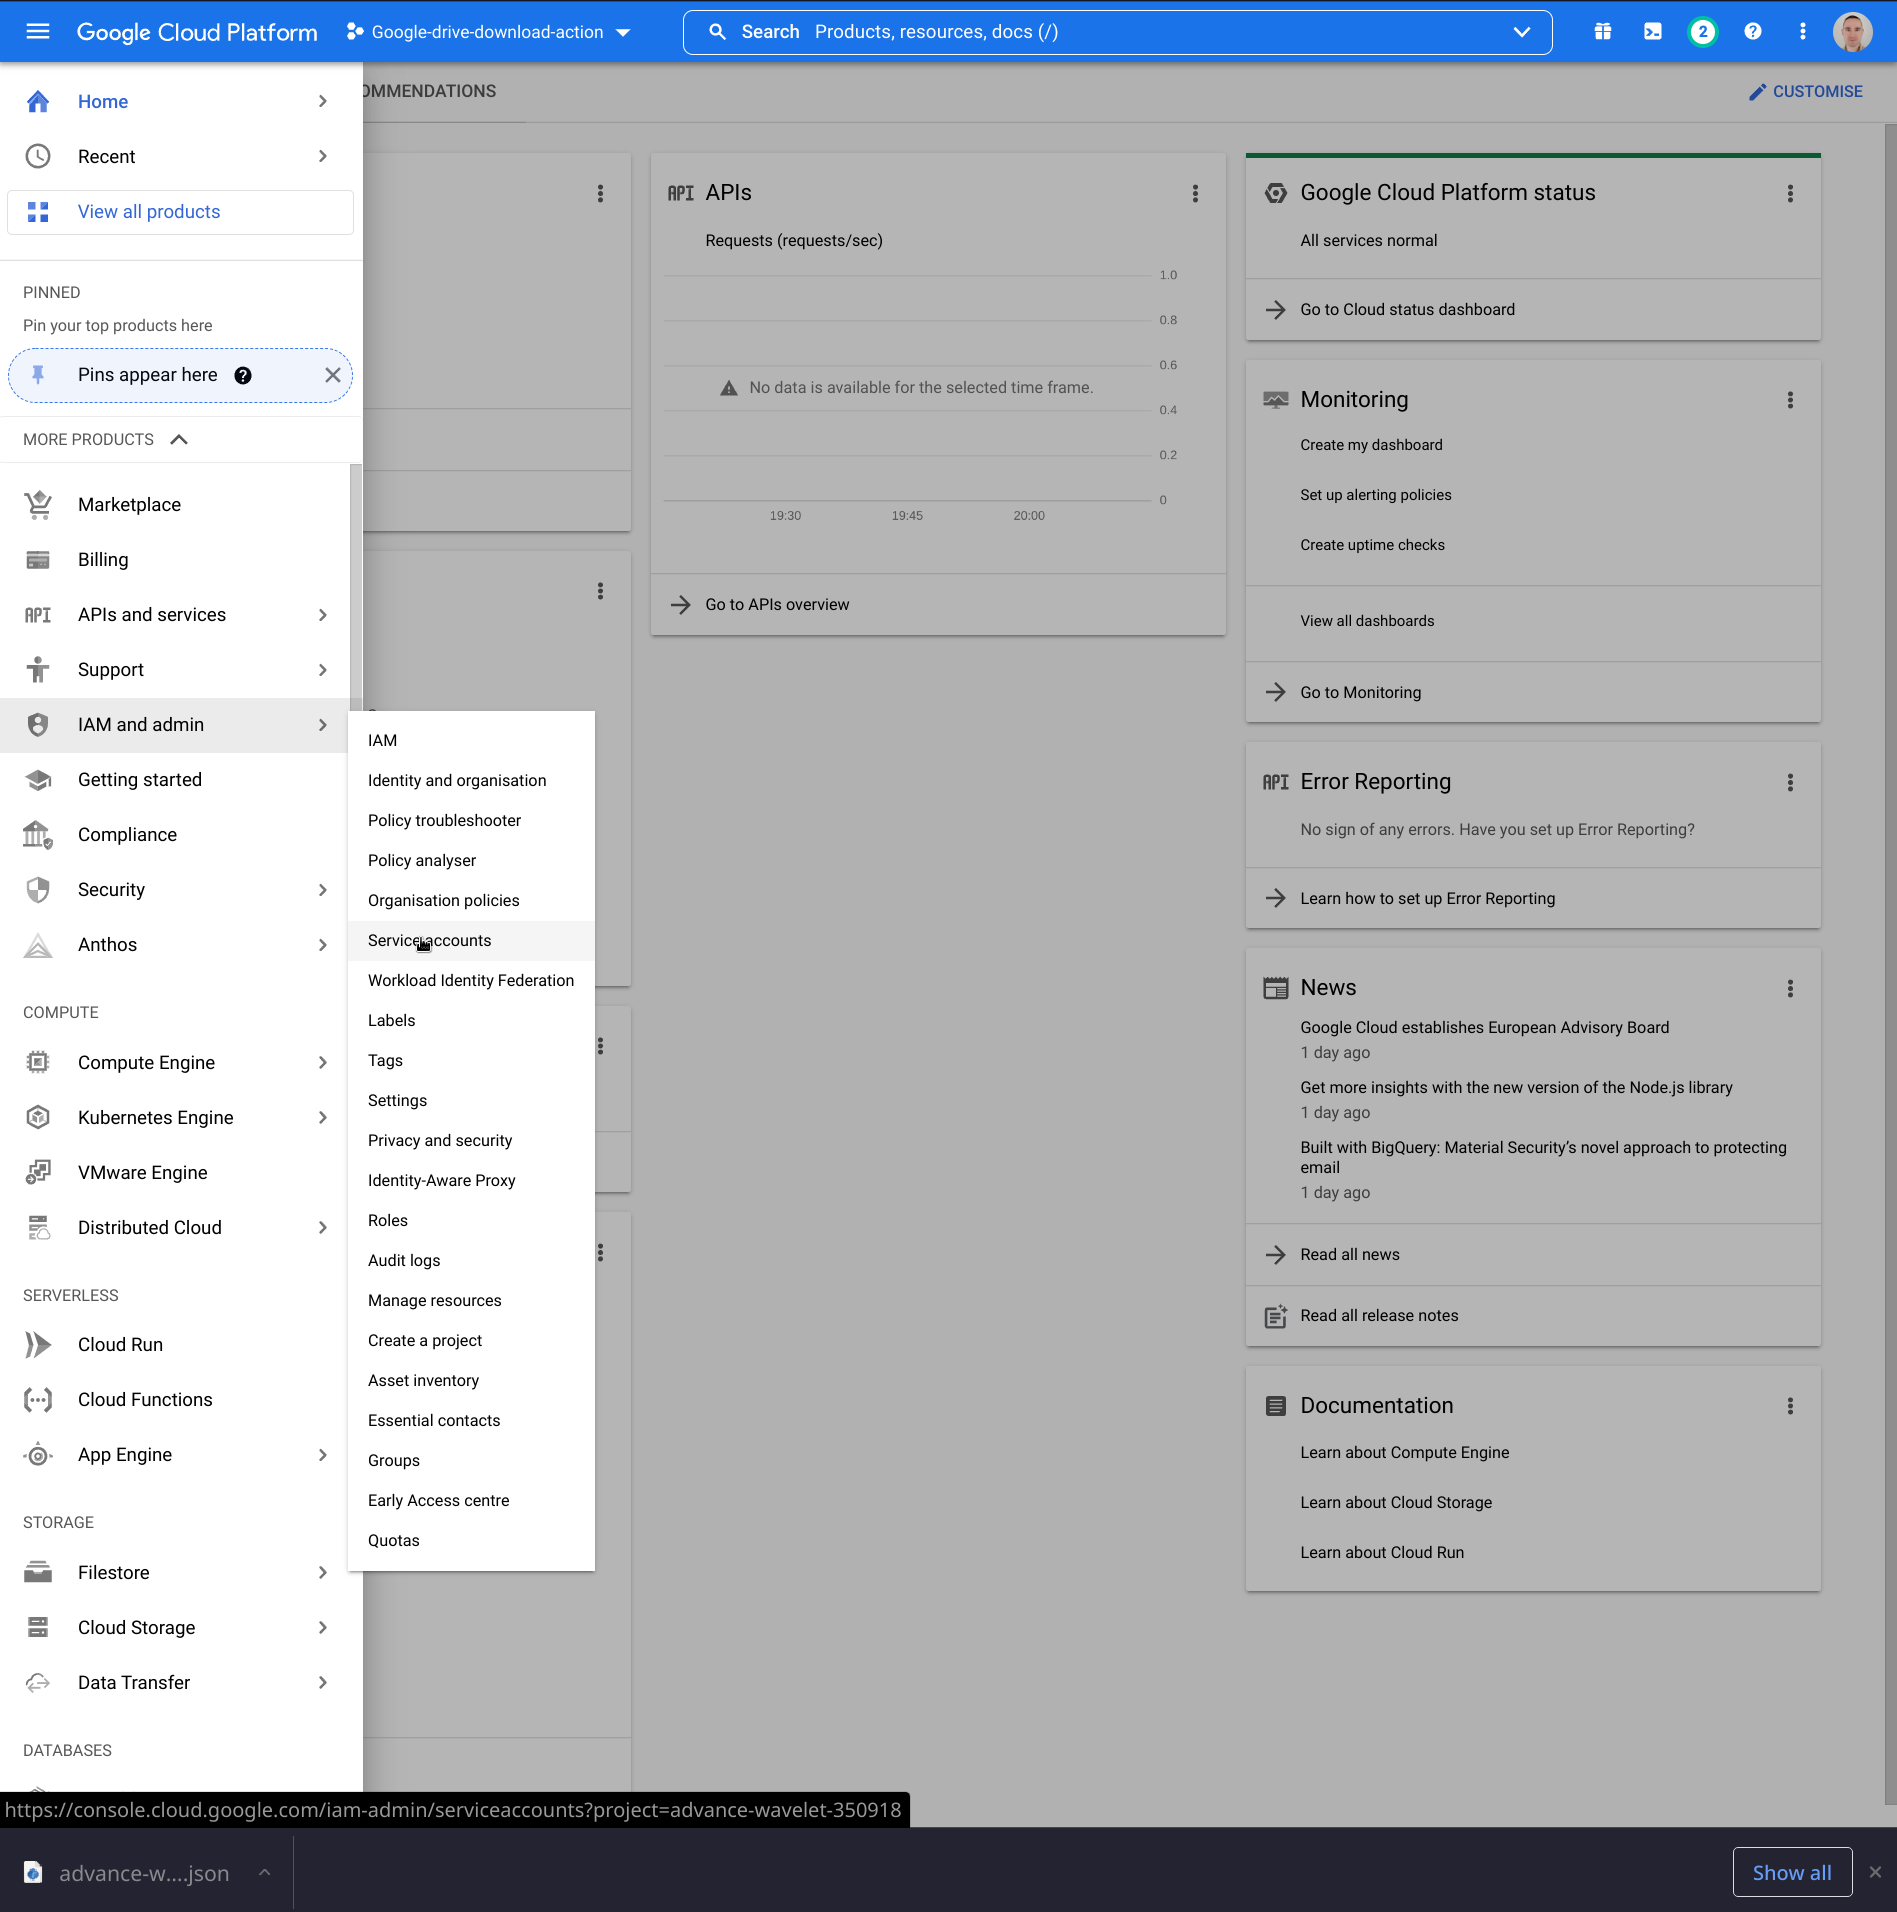 Google Cloud Platform
Google-drive-download-action
Search Products, resources, docs (/)
2
Home
Recent
View all products
PINNED
Pin your top products here
Pins appear here
MORE PRODUCTS
Marketplace
Billing
API APIs and services
Support
IAM and admin
Getting started
Compliance
Security
Anthos
COMPUTE
Compute Engine
Kubernetes Engine
VMware Engine
Distributed Cloud
SERVERLESS
Cloud Run
Cloud Functions
App Engine
STORAGE
Filestore
Cloud Storage
Data Transfer
DATABASES
IAM
Identity and organisation
Policy troubleshooter
Policy analyser
Organisation policies
Service accounts
Workload Identity Federation
Labels
Tags
Settings
Privacy and security
Identity-Aware Proxy
Roles
Audit logs
Manage resources
Create a project
Asset inventory
Essential contacts
Groups
Early Access centre
Quotas
OMMENDATIONS
CUSTOMISE
API APIs
Requests (requests/sec)
1.0
0.8
0.6
No data is available for the selected time frame.
0.4
0.2
0
19:30 19:45 20:00
Go to APIs overview
Google Cloud Platform status
All services normal
Go to Cloud status dashboard
Monitoring
Create my dashboard
Set up alerting policies
Create uptime checks
View all dashboards
Go to Monitoring
API Error Reporting
No sign of any errors. Have you set up Error Reporting?
Learn how to set up Error Reporting
News
Google Cloud establishes European Advisory Board
1 day ago
Get more insights with the new version of the Node.js library
1 day ago
Built with BigQuery: Material Security's novel approach to protecting
email
1 day ago
Read all news
Read all release notes
Documentation
Learn about Compute Engine
Learn about Cloud Storage
Learn about Cloud Run
https://console.cloud.google.com/iam-admin/serviceaccounts?project=advance-wavelet-350918
advance-w....json
Show all